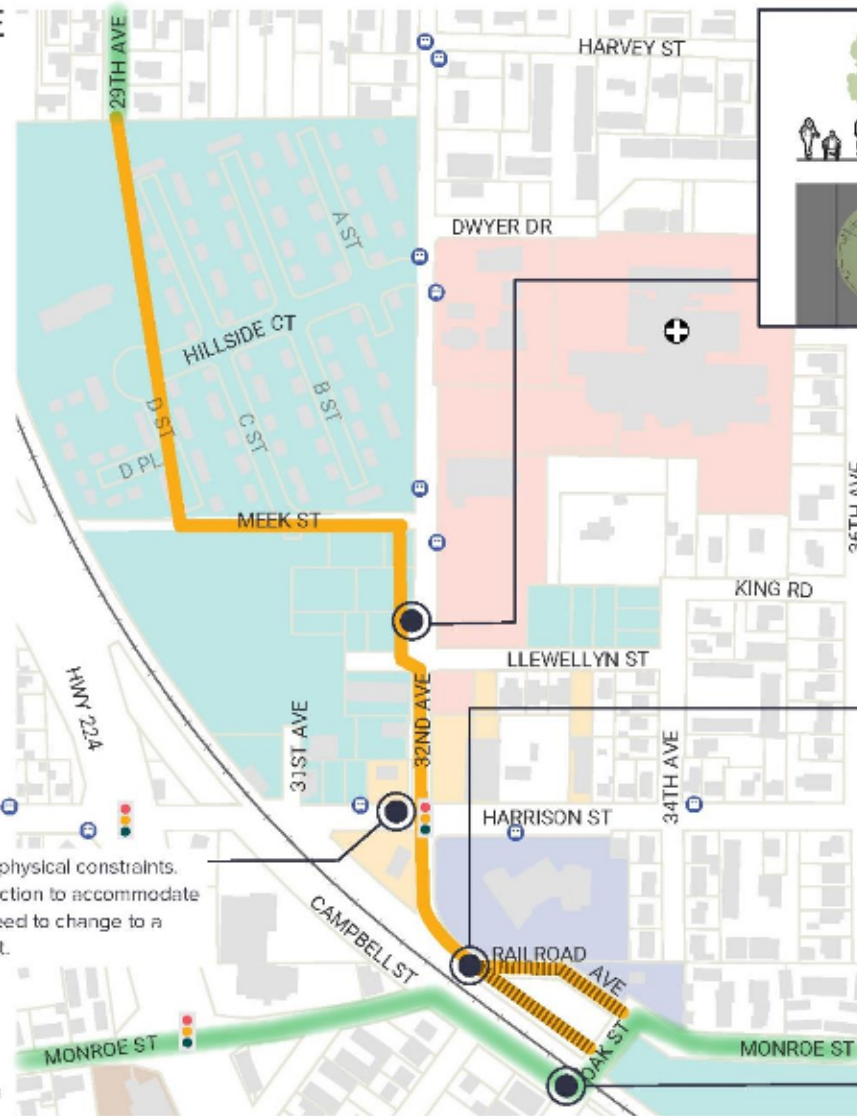 E
29TH AVE
HARVEY ST
DWYER DR
A ST
HILLSIDE CT
B ST
C ST
D ST
D PL
MEEK ST
36TH AVE
KING RD
LLEWELLYN ST
HWY 224
31ST AVE
32ND AVE
34TH AVE
HARRISON ST
physical constraints.
ction to accommodate
eed to change to a
t.
CAMPBELL ST
RAILROAD
AVE
OAK ST
MONROE ST
MONROE ST